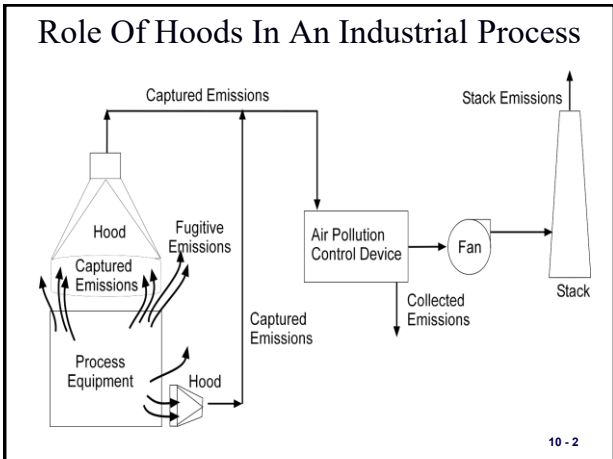 Role Of Hoods In An Industrial Process
Captured Emissions
Stack Emissions
Hood
Fugitive
Emissions
Captured
Emissions
Air Pollution
Control Device
Fan
Stack
Collected
Emissions
Captured
Emissions
Process
Equipment
Hood
10 - 2